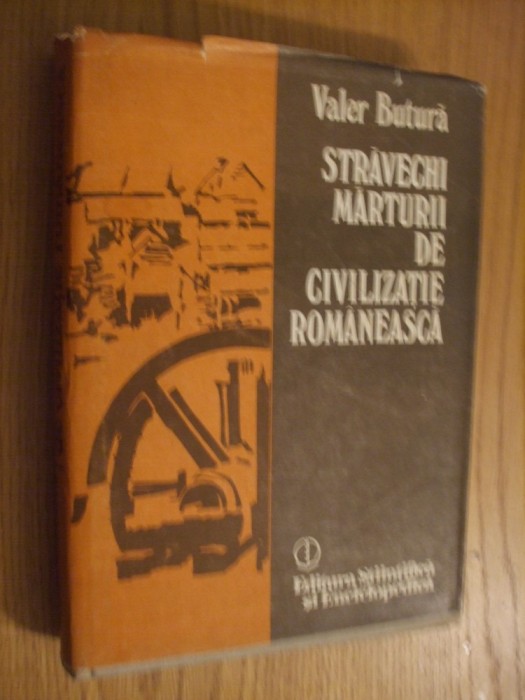 Valer Butură
STRĂVECHI
MĂRTURII
DE
CIVILIZAȚIE
ROMÂNEASCĂ
Editura Științifică
și Enciclopedică